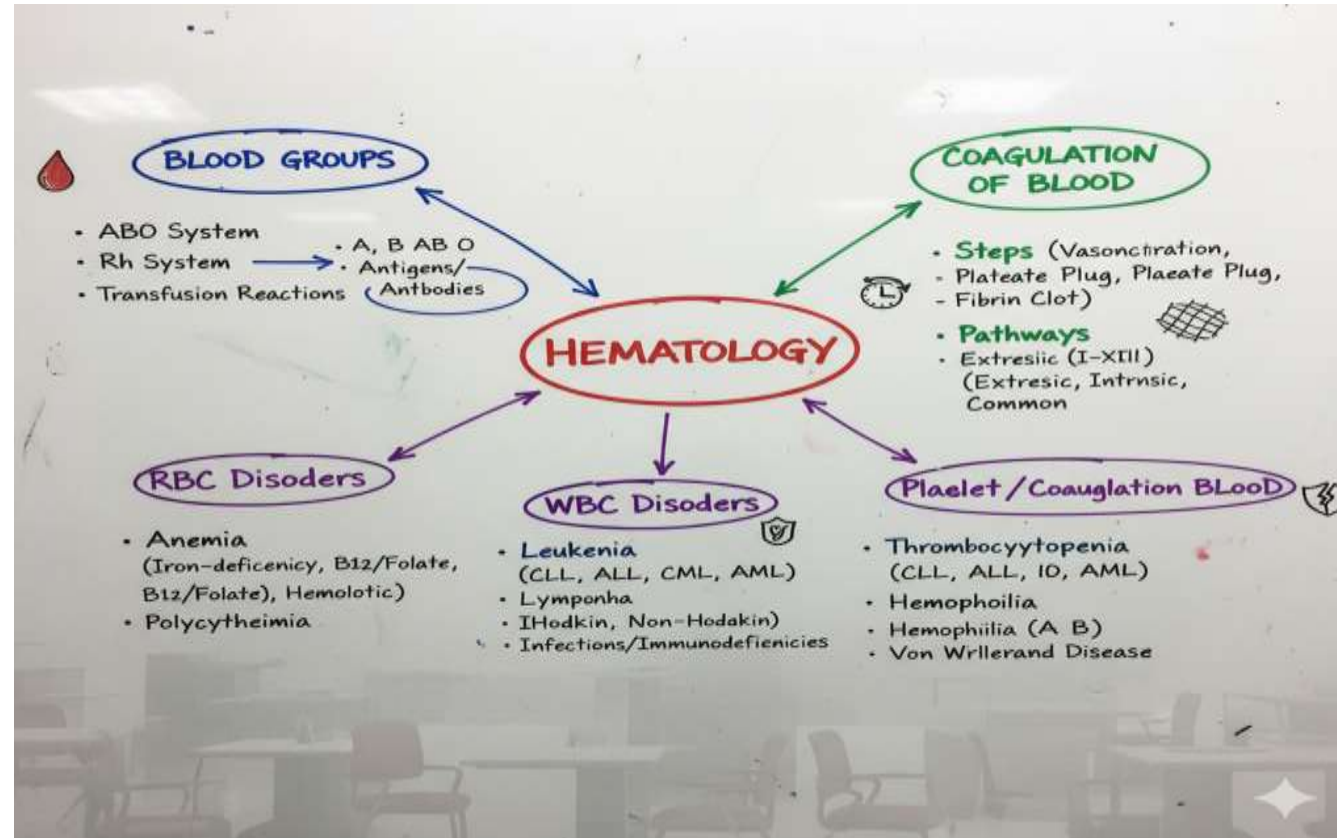 BLOOD GROUPS
• ABO System
• Rh System
• Transfusion Reactions
• A, B AB O
• Antigens/
Antbodies
COAGULATION
OF BLOOD
• Steps (Vasonctiration,
- Plateate Plug, Plaeate Plug,
- Fibrin Clot)
• Pathways
• Extresiic (I-XIII)
(Extresic, Intrnsic,
Common
HEMATOLOGY
RBC Disoders
• Anemia
(Iron-deficenicy, B12/Folate,
B12/Folate), Hemolotic)
• Polycytheimia
WBC Disoders
• Leukenia
(CLL, ALL, CML, AML)
• Lymponha
• IHodkin, Non-Hodakin)
• Infections/Immunodefienicies
Plaelet/Coauglation BLooD
• Thrombocyytopenia
(CLL, ALL, IO, AML)
• Hemophoilia
• Hemophiilia (A B)
• Von Wrllerand Disease